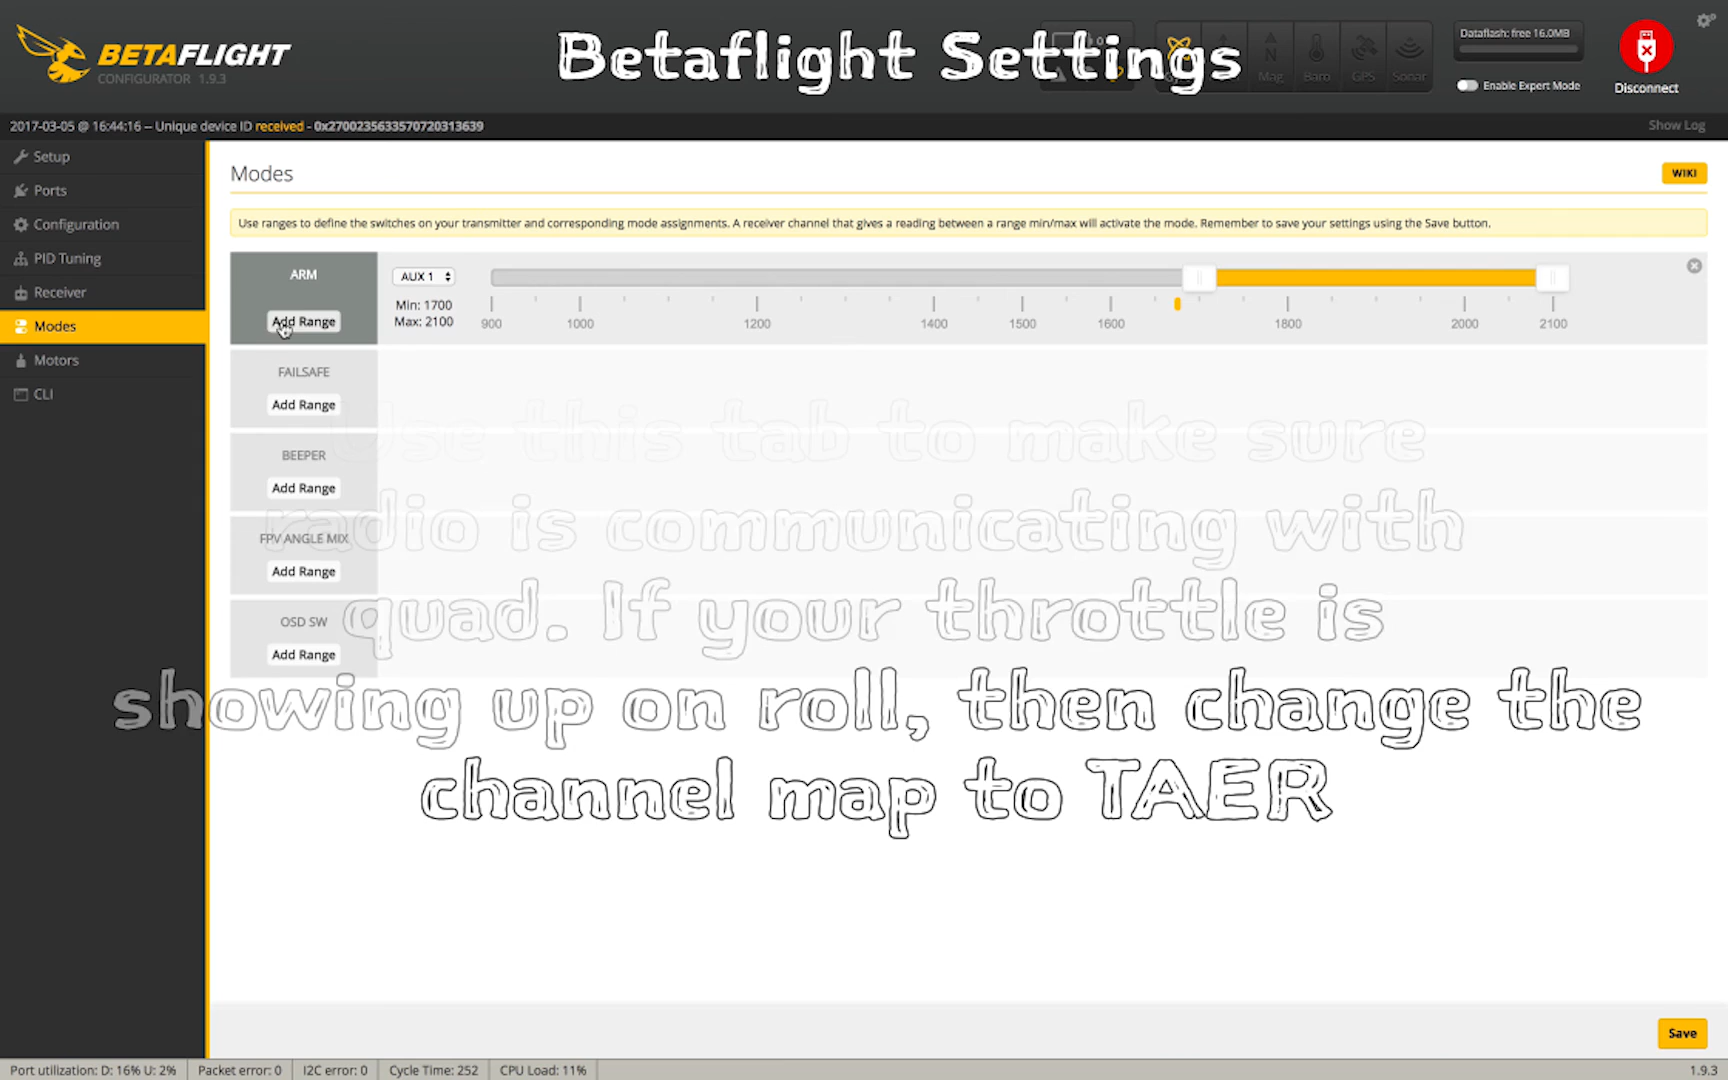 Betaflight Settings
BETAFLIGHT
CONFIGURATOR 1.9.3
Mag
Baro
GPS
Sonar
Dataflash: free 16.0MB
Enable Expert Mode
Disconnect
2017-03-05 @ 16:44:16 -- Unique device ID received - 0x2700235633570720313639
Show Log
Setup
Ports
Configuration
PID Tuning
Receiver
Modes
Motors
CLI
Modes
WIKI
Use ranges to define the switches on your transmitter and corresponding mode assignments. A receiver channel that gives a reading between a range min/max will activate the mode. Remember to save your settings using the Save button.
ARM
Add Range
AUX 1
Min: 1700
Max: 2100
900 1000 1200 1400 1500 1600 1800 2000 2100
FAILSAFE
Add Range
BEEPER
Add Range
FPV ANGLE MIX
Add Range
OSD SW
Add Range
Use this tab to make sure
radio is communicating with
quad. If your throttle is
showing up on roll, then change the
channel map to TAER
Save
Port utilization: D: 16% U: 2% Packet error: 0 I2C error: 0 Cycle Time: 252 CPU Load: 11% 1.9.3